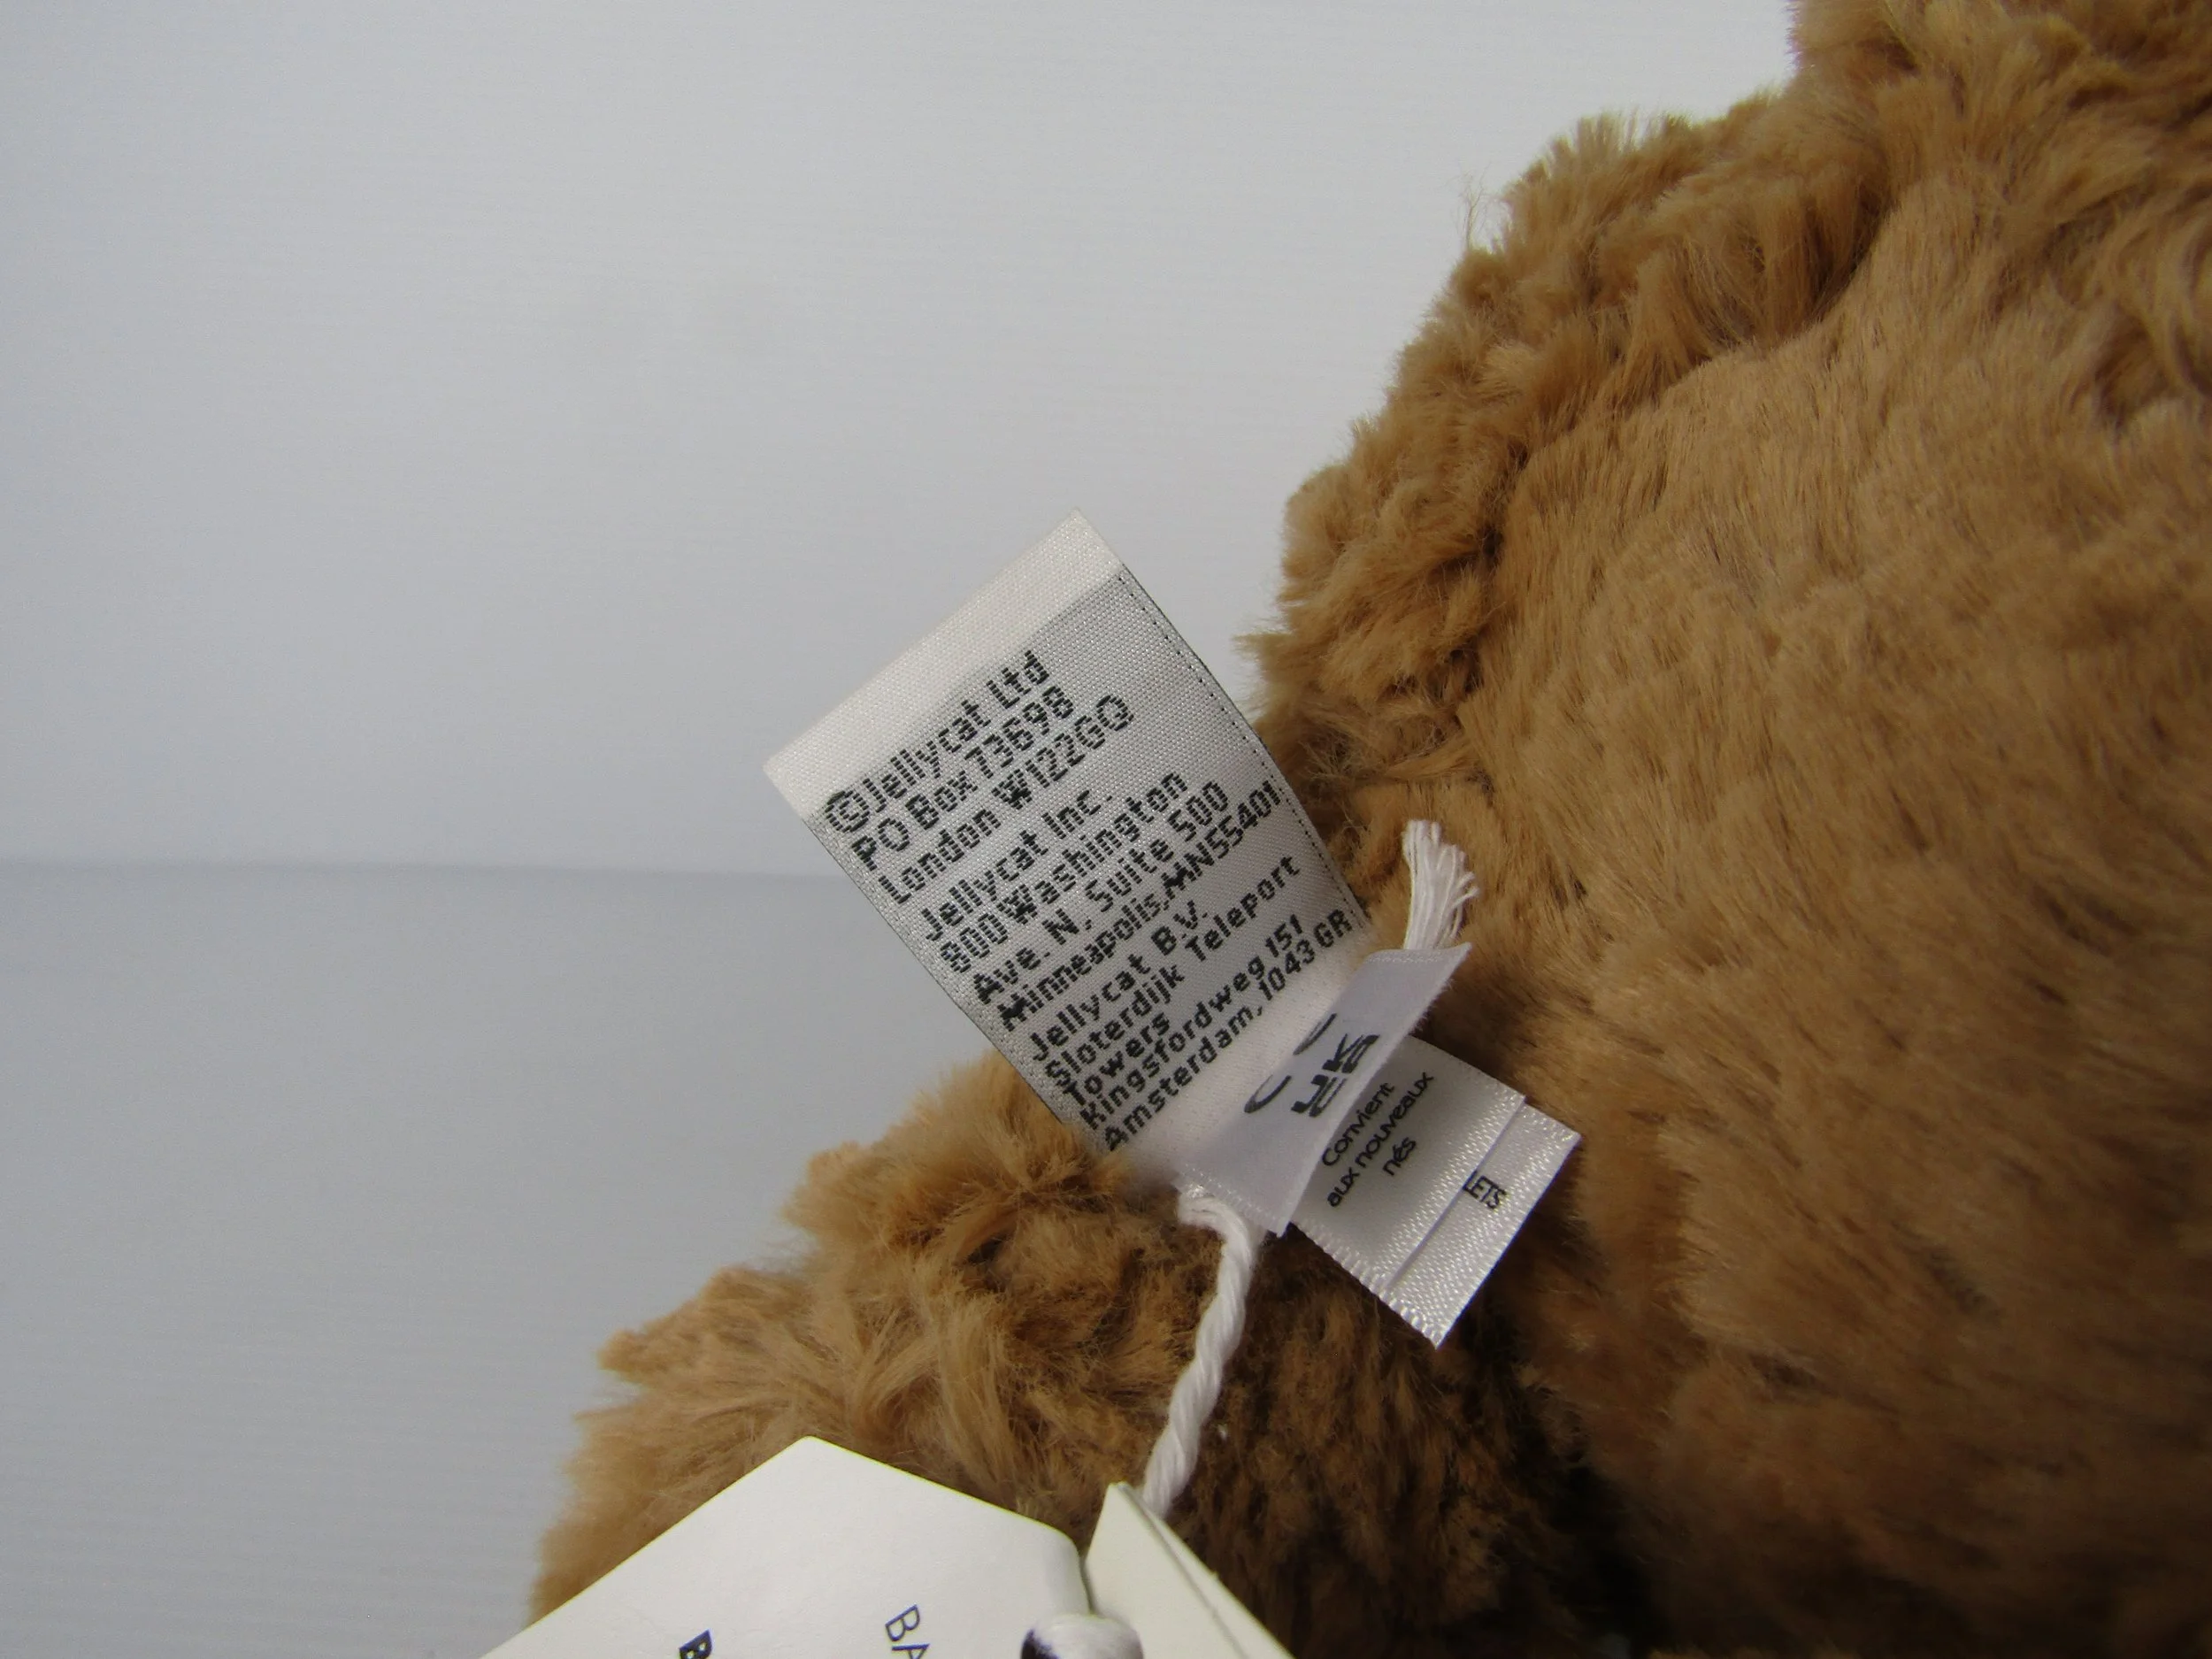 ©Jellycat Ltd
PO Box 73698
London W122GQ
Jellycat Inc.
800 Washington
Ave. N. Suite 500
Minneapolis,MN55401
Jellycat B.V.
Sloterdijk Teleport
Towers
Kingsfordweg 151
Amsterdam, 1043 GR
UK
CA
Convient
aux nouveaux
nés
BA
B